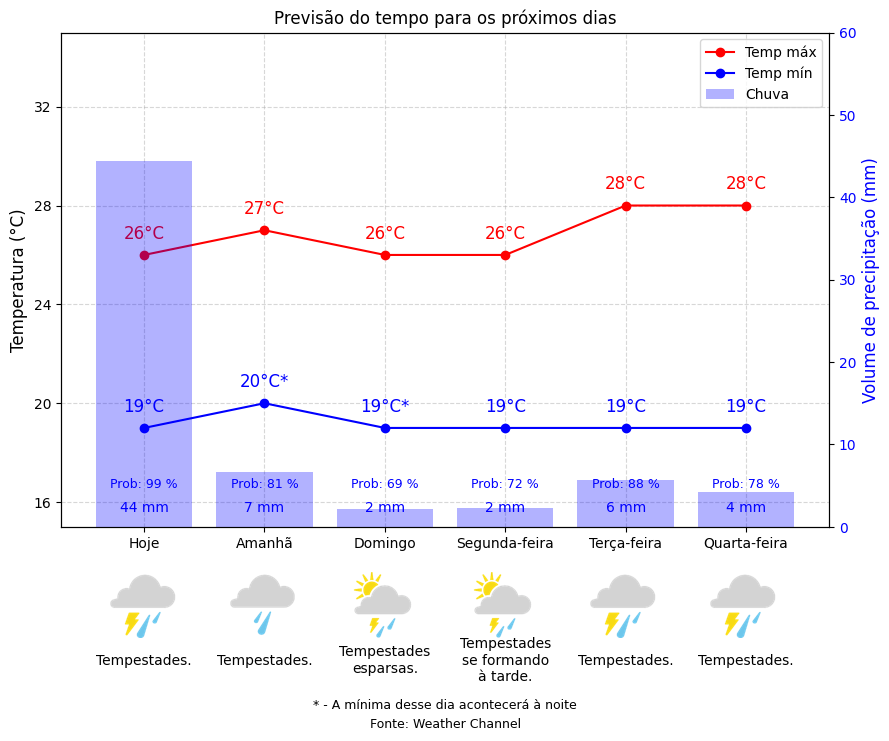 Previsão do tempo para os próximos dias
Temp máx
Temp mín
Chuva
Temperatura (°C)
Volume de precipitação (mm)
32
28
24
20
16
60
50
40
30
20
10
0
26°C
27°C
26°C
26°C
28°C
28°C
19°C
20°C*
19°C*
19°C
19°C
19°C
Prob: 99 %
Prob: 81 %
Prob: 69 %
Prob: 72 %
Prob: 88 %
Prob: 78 %
44 mm
7 mm
2 mm
2 mm
6 mm
4 mm
Hoje
Amanhã
Domingo
Segunda-feira
Terça-feira
Quarta-feira
Tempestades.
Tempestades.
Tempestades
esparsas.
Tempestades
se formando
à tarde.
Tempestades.
Tempestades.
* - A mínima desse dia acontecerá à noite
Fonte: Weather Channel